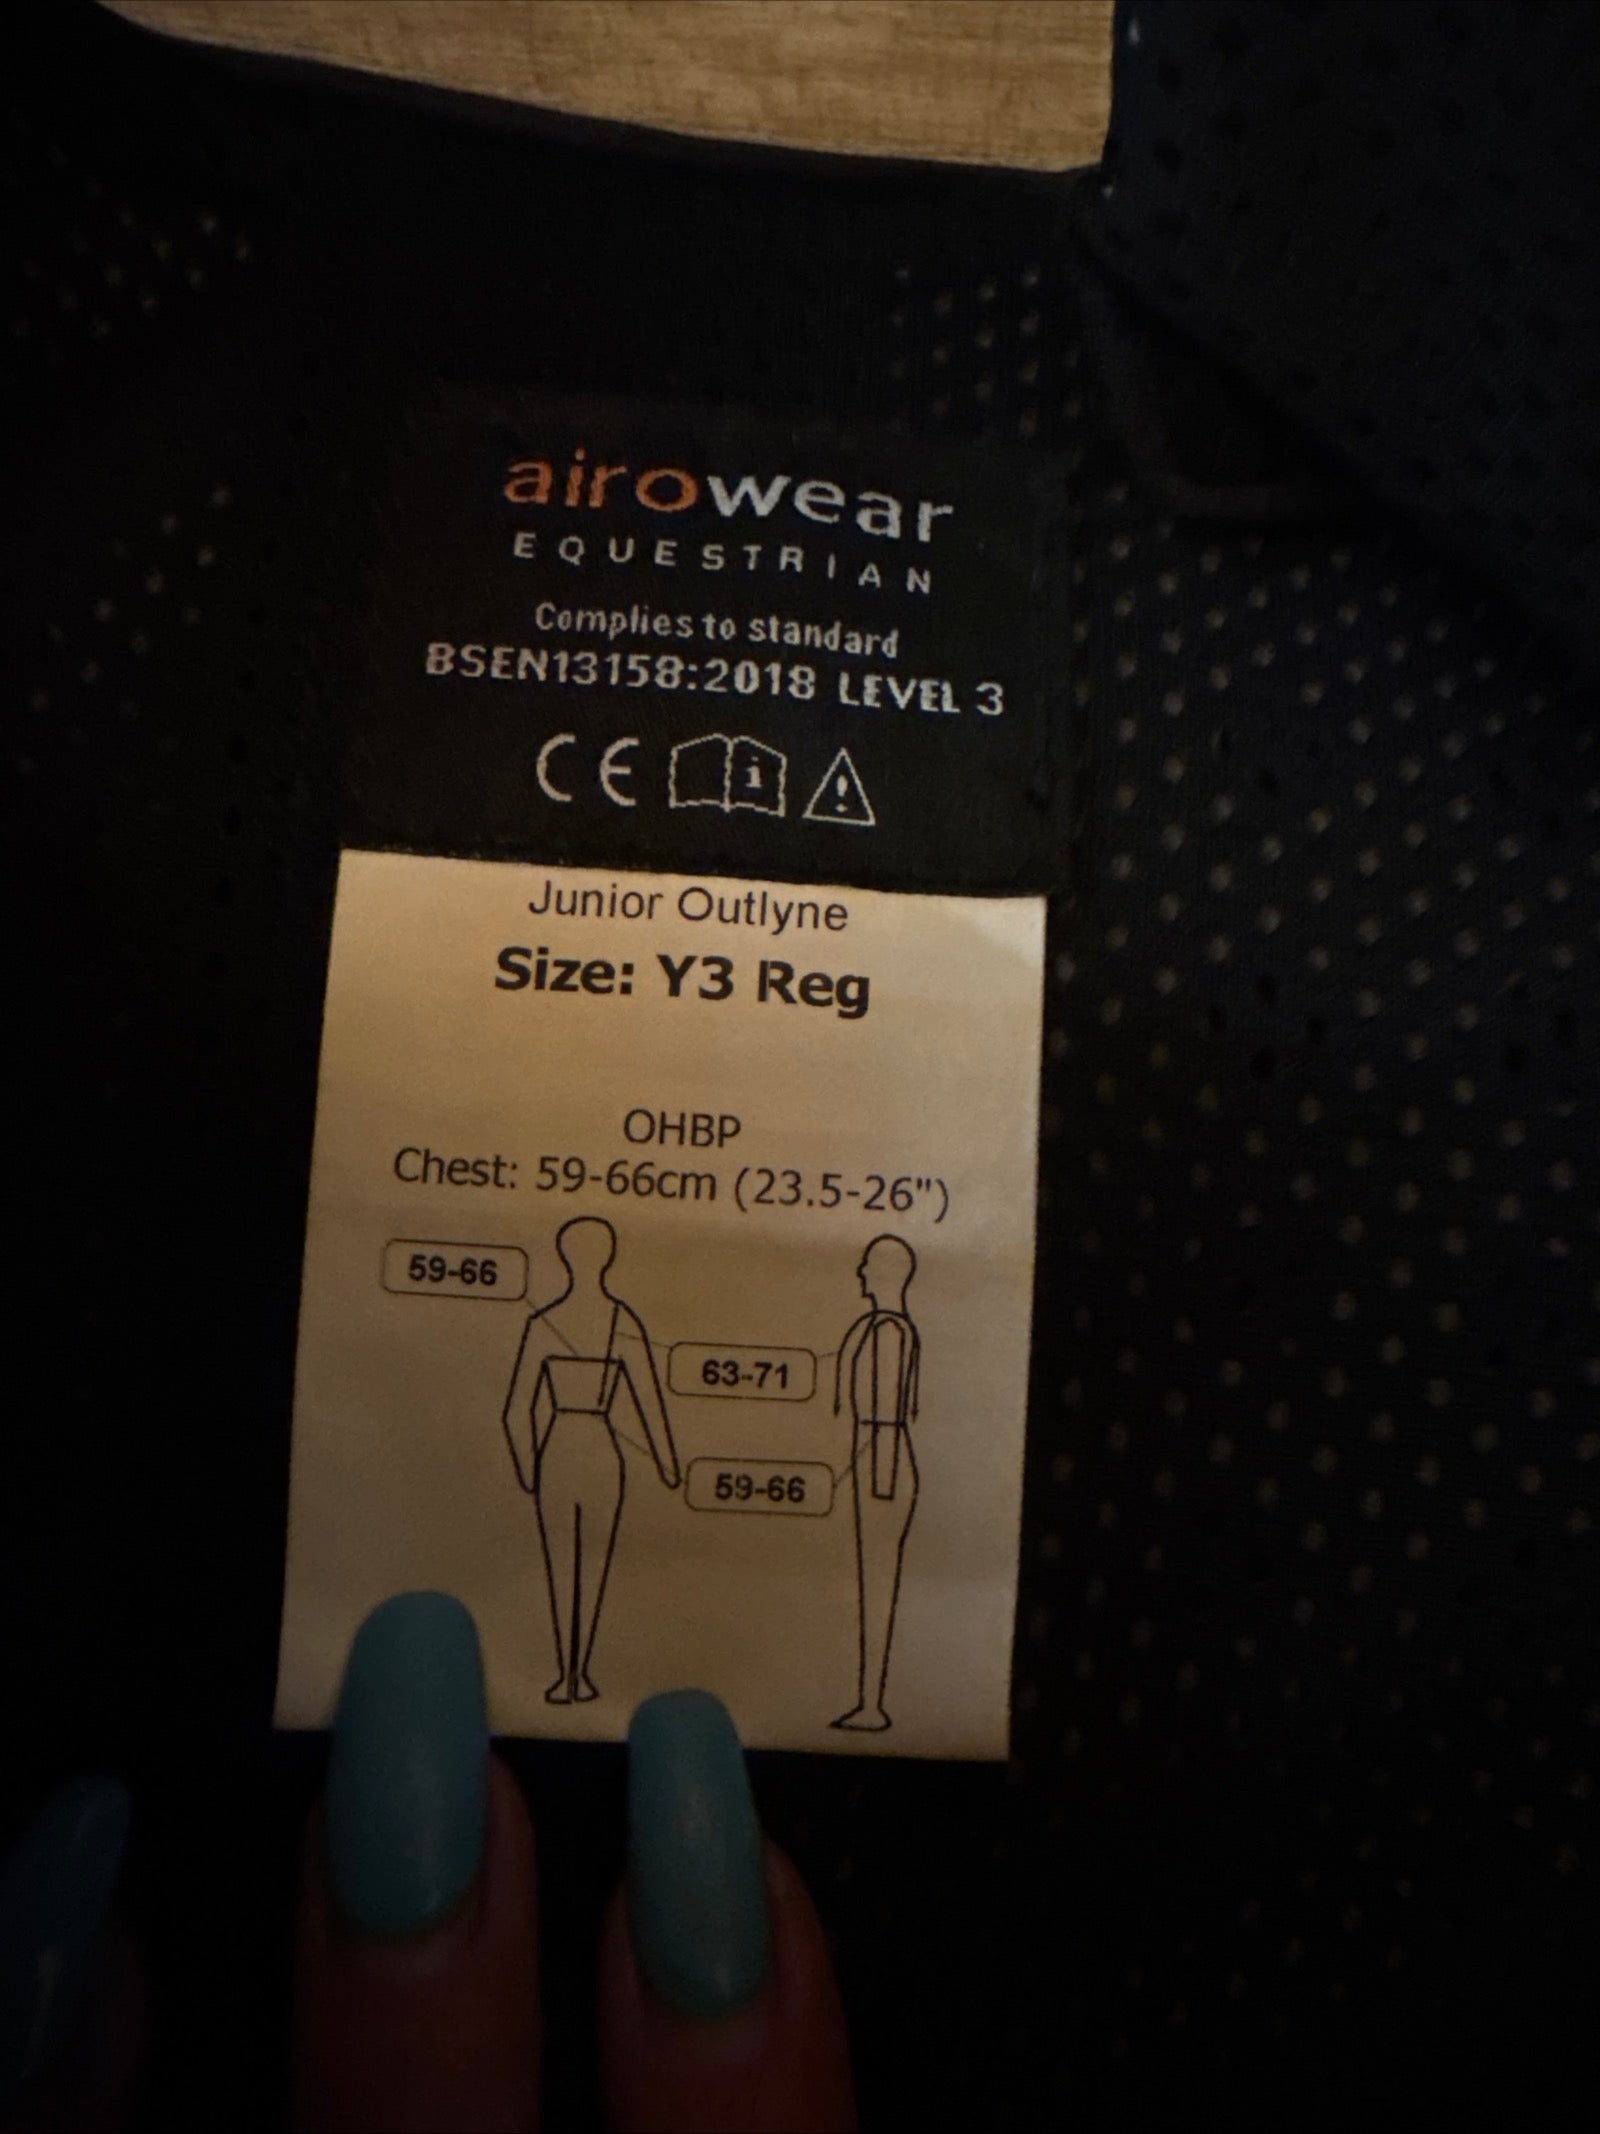 airowear
EQUESTRIAN
Complies to standard
BSEN13158:2018 LEVEL 3
CE i !
Junior Outlyne
Size: Y3 Reg
OHBP
Chest: 59-66cm (23.5-26")
59-66
63-71
59-66